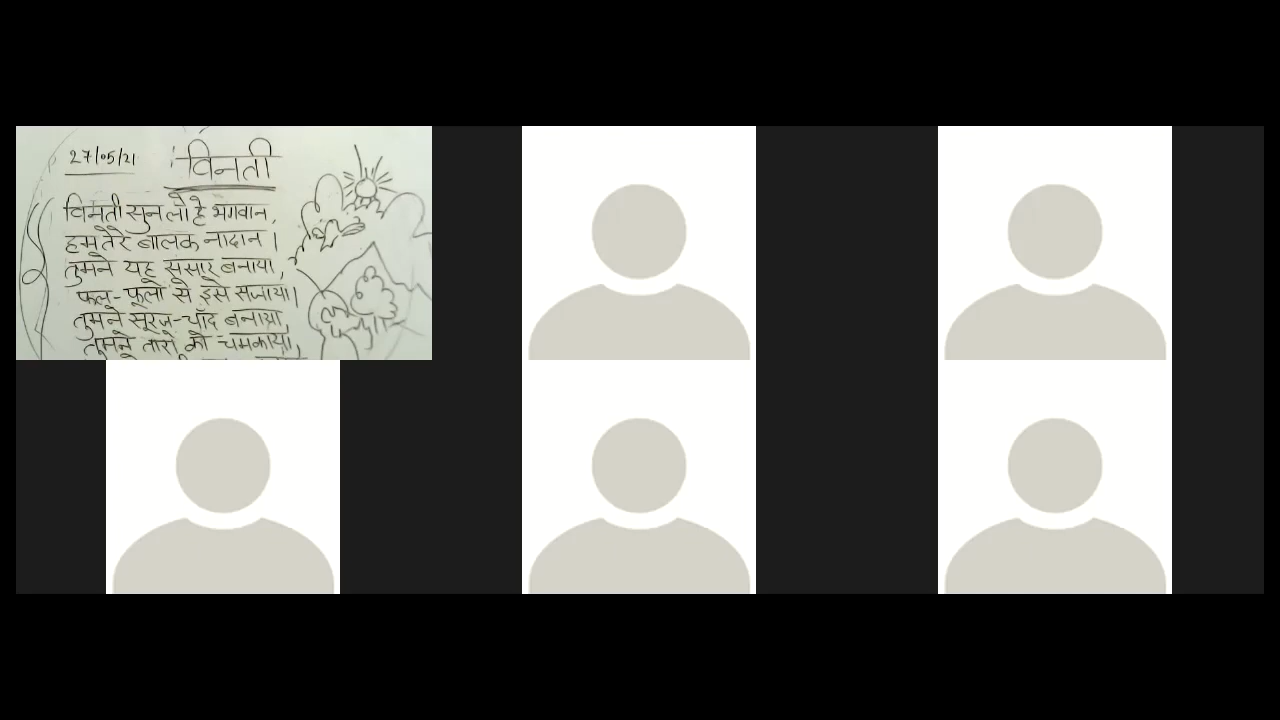 27/05/21
विनती
विनती सुन लो हे भगवान,
हम तेरे बालक नादान।
तुमने यह संसार बनाया,
फल-फूलों से इसे सजाया।
तुमने सूरज-चाँद बनाया,
तुमने तारों को चमकाया,